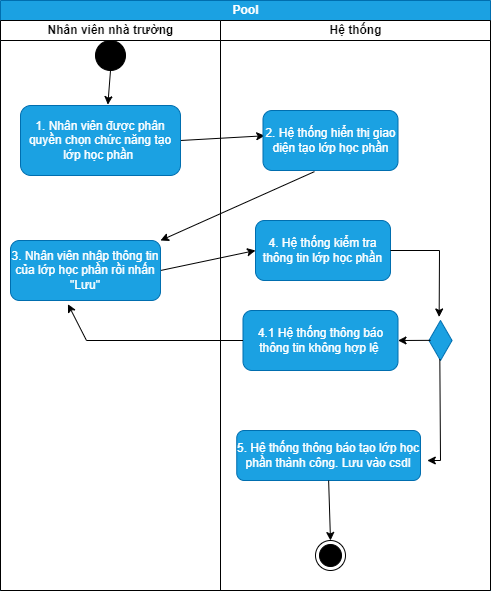 Pool
Nhân viên nhà trường
Hệ thống
1. Nhân viên được phân
quyền chọn chức năng tạo
lớp học phần
2. Hệ thống hiển thị giao
diện tạo lớp học phần
3. Nhân viên nhập thông tin
của lớp học phần rồi nhấn
"Lưu"
4. Hệ thống kiểm tra
thông tin lớp học phần
4.1 Hệ thống thông báo
thông tin không hợp lệ
5. Hệ thống thông báo tạo lớp học
phần thành công. Lưu vào csdl